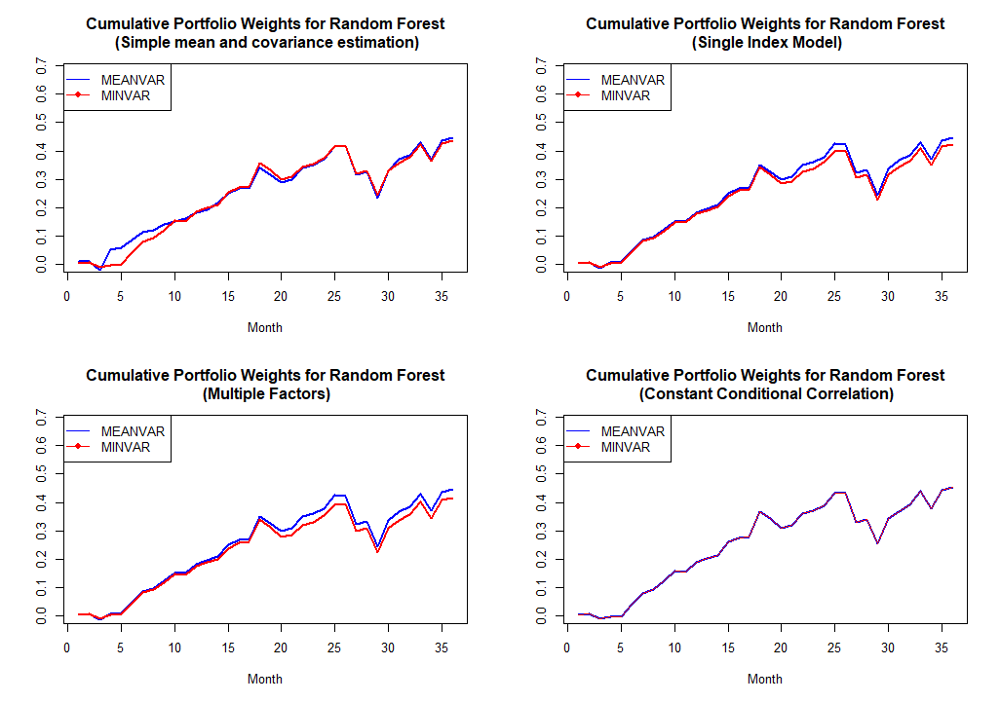 Cumulative Portfolio Weights for Random Forest
(Simple mean and covariance estimation)
MEANVAR
MINVAR
0.7
0.6
0.5
0.4
0.3
0.2
0.1
0.0
0 5 10 15 20 25 30 35
Month
Cumulative Portfolio Weights for Random Forest
(Single Index Model)
MEANVAR
MINVAR
0.7
0.6
0.5
0.4
0.3
0.2
0.1
0.0
0 5 10 15 20 25 30 35
Month
Cumulative Portfolio Weights for Random Forest
(Multiple Factors)
MEANVAR
MINVAR
0.7
0.6
0.5
0.4
0.3
0.2
0.1
0.0
0 5 10 15 20 25 30 35
Month
Cumulative Portfolio Weights for Random Forest
(Constant Conditional Correlation)
MEANVAR
MINVAR
0.7
0.6
0.5
0.4
0.3
0.2
0.1
0.0
0 5 10 15 20 25 30 35
Month